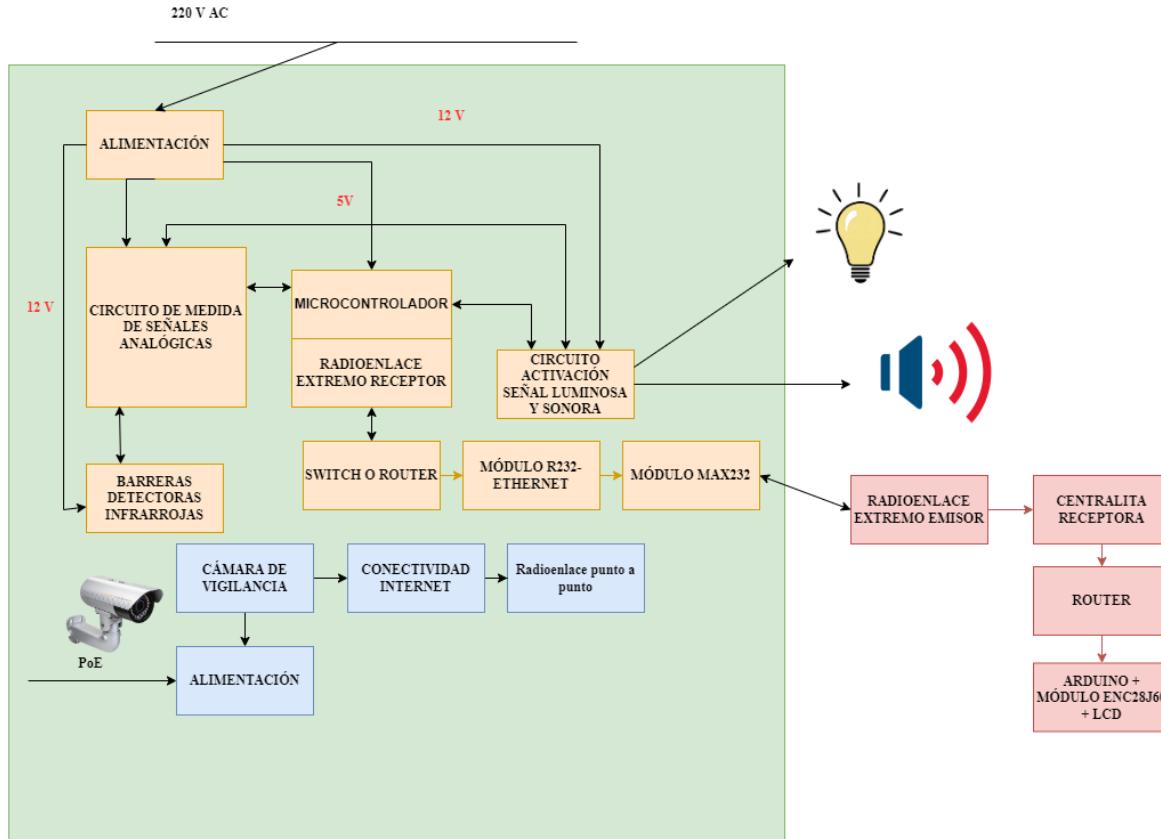 220 V AC
12 V
ALIMENTACIÓN
5V
CIRCUITO DE MEDIDA
DE SEÑALES
ANALÓGICAS
12 V
MICROCONTROLADOR
RADIOENLACE
EXTREMO RECEPTOR
CIRCUITO
ACTIVACIÓN
SEÑAL LUMINOSA
Y SONORA
BARRERAS
DETECTORAS
INFRARROJAS
SWITCH O ROUTER
MÓDULO R232-
ETHERNET
MÓDULO MAX232
RADIOENLACE
EXTREMO EMISOR
CENTRALITA
RECEPTORA
CÁMARA DE
VIGILANCIA
CONECTIVIDAD
INTERNET
Radioenlace punto a
punto
ROUTER
PoE
ALIMENTACIÓN
ARDUINO +
MÓDULO ENC28J60
+ LCD